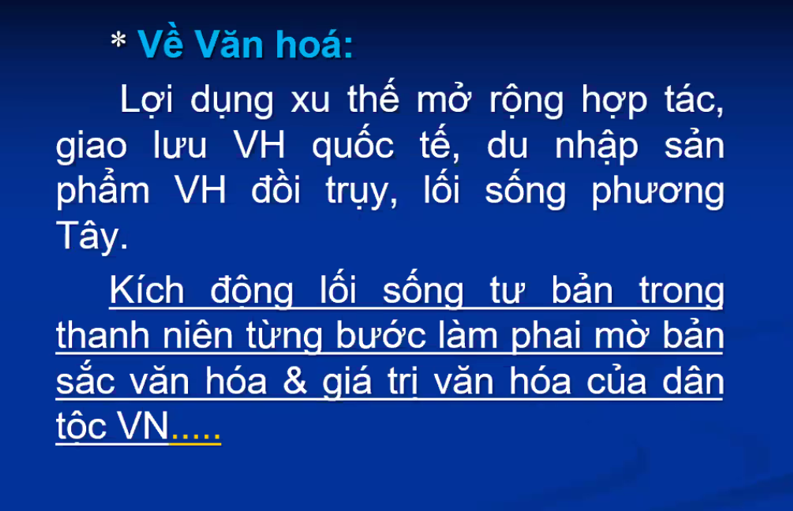 * Về Văn hoá:
Lợi dụng xu thế mở rộng hợp tác,
giao lưu VH quốc tế, du nhập sản
phẩm VH đồi trụy, lối sống phương
Tây.
Kích động lối sống tư bản trong
thanh niên từng bước làm phai mờ bản
sắc văn hóa & giá trị văn hóa của dân
tộc VN.....